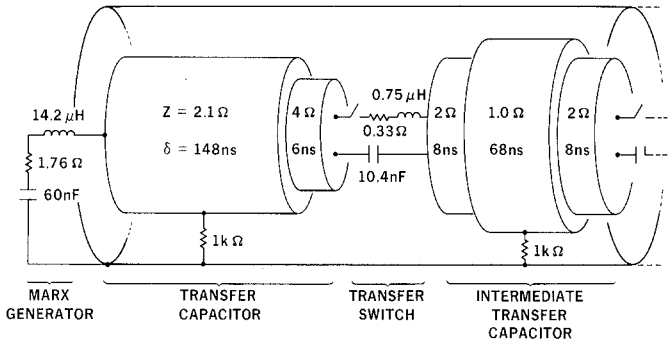 14.2 μH
1.76 Ω
60nF
Z = 2.1 Ω
δ = 148ns
1k Ω
4 Ω
6ns
0.75 μH
0.33Ω
10.4nF
2 Ω
8ns
1.0 Ω
68ns
1k Ω
2 Ω
8ns
MARX
GENERATOR
TRANSFER
CAPACITOR
TRANSFER
SWITCH
INTERMEDIATE
TRANSFER
CAPACITOR